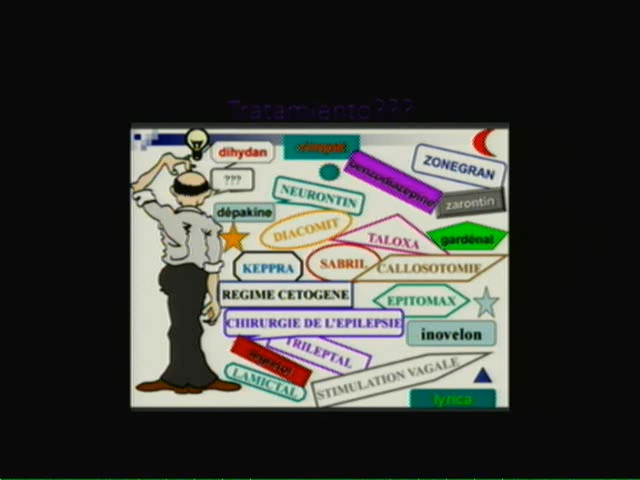 Tratamiento???
dihydan
???
benzodiazepine
ZONEGRAN
NEURONTIN
zarontin
dépakine
DIACOMIT
TALOXA
gardénal
KEPPRA
SABRIL
CALLOSOTOMIE
REGIME CETOGENE
EPITOMAX
CHIRURGIE DE L'EPILEPSIE
inovelon
TRILEPTAL
LAMICTAL
STIMULATION VAGALE
lyrica